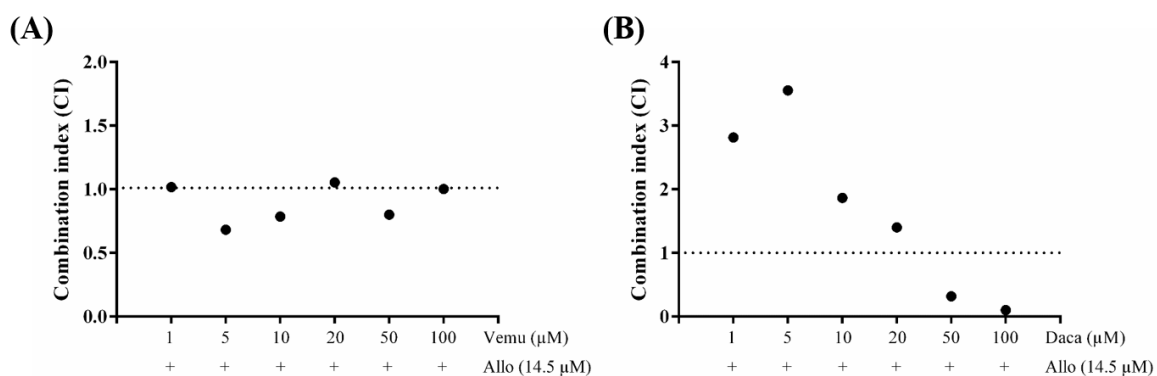 (A)
Combination index (CI)
2.0
1.5
1.0
0.5
0.0
1 5 10 20 50 100 Vemu (µM)
+ + + + + + Allo (14.5 µM)
(B)
Combination index (CI)
4
3
2
1
0
1 5 10 20 50 100 Daca (µM)
+ + + + + + Allo (14.5 µM)